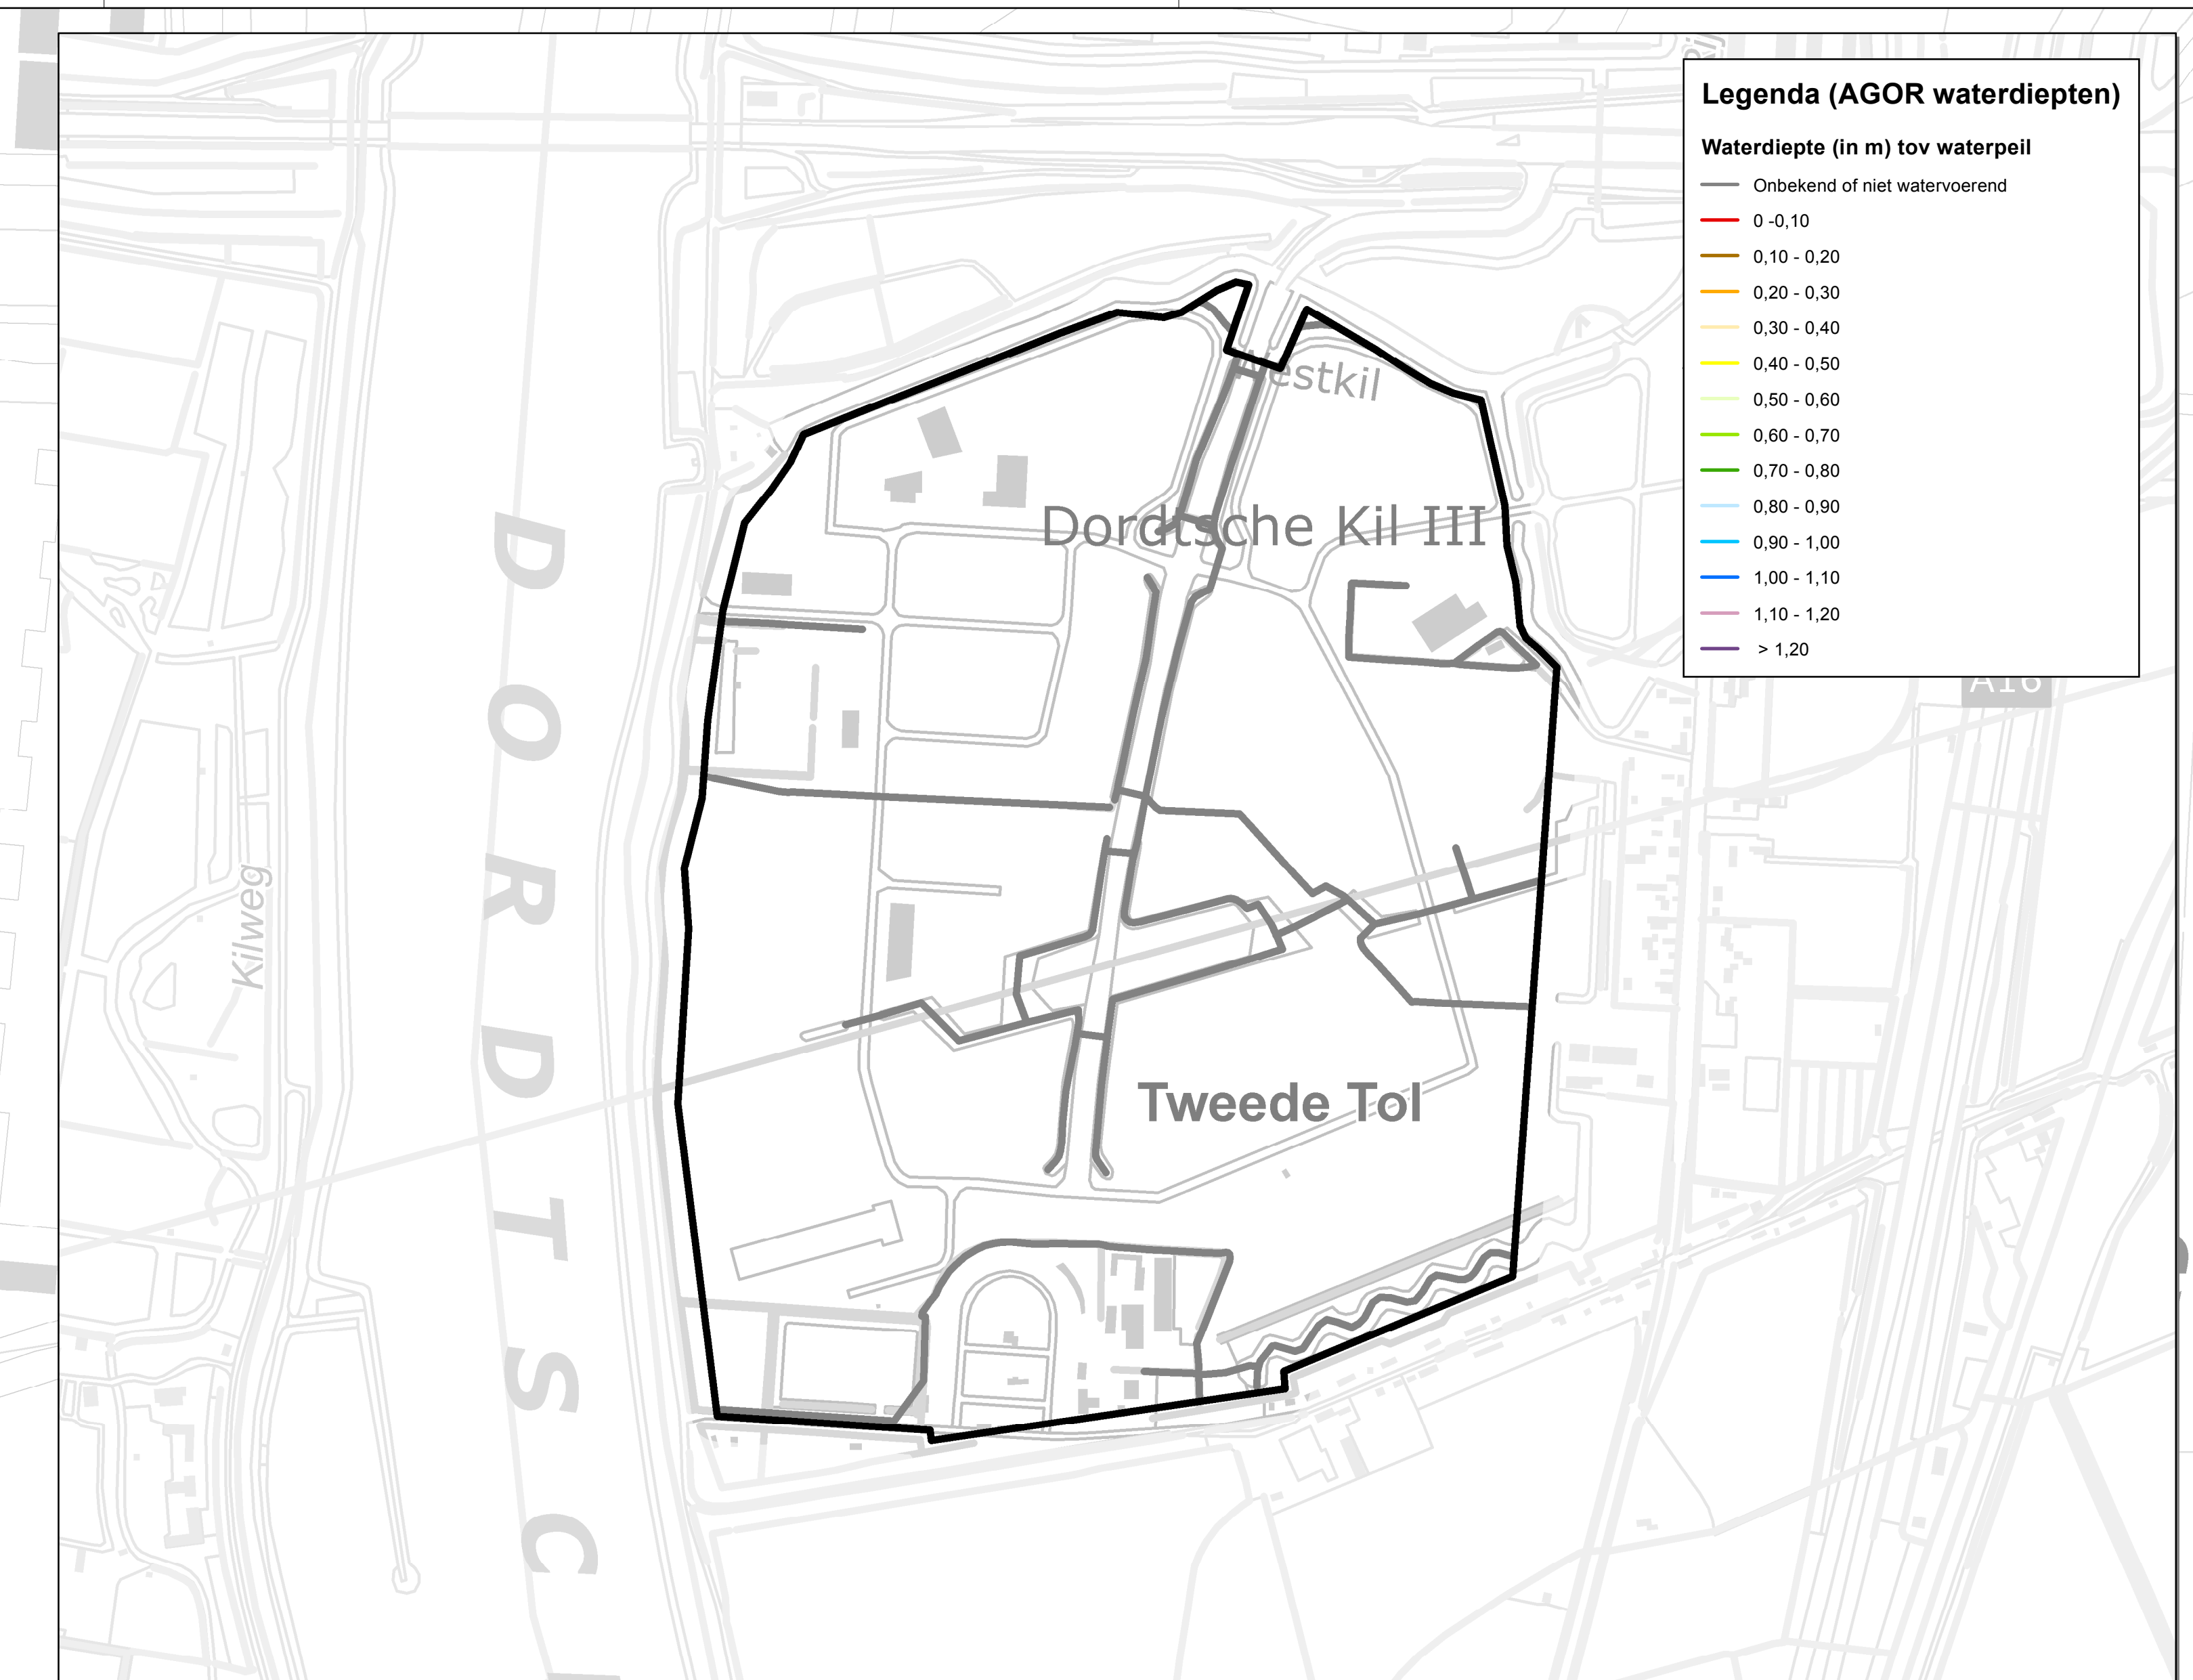 Legenda (AGOR waterdiepten)
Waterdiepte (in m) tov waterpeil
Onbekend of niet watervoerend
0 -0,10
0,10 - 0,20
0,20 - 0,30
0,30 - 0,40
0,40 - 0,50
0,50 - 0,60
0,60 - 0,70
0,70 - 0,80
0,80 - 0,90
0,90 - 1,00
1,00 - 1,10
1,10 - 1,20
> 1,20
A16
Westkil
Dordtsche Kil III
Tweede Tol
Kilweg
DORDTSC